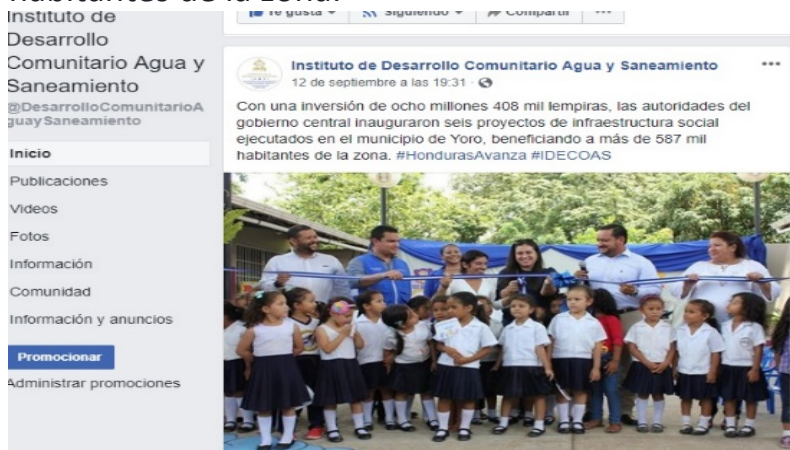 Instituto de
Desarrollo
Comunitario Agua y
Saneamiento
@DesarrolloComunitarioA
guaySaneamiento
Inicio
Publicaciones
Videos
Fotos
Información
Comunidad
Información y anuncios
Promocionar
Administrar promociones
Te gusta Siguiendo Compartir
Instituto de Desarrollo Comunitario Agua y Saneamiento
12 de septiembre a las 19:31 ·
Con una inversión de ocho millones 408 mil lempiras, las autoridades del
gobierno central inauguraron seis proyectos de infraestructura social
ejecutados en el municipio de Yoro, beneficiando a más de 587 mil
habitantes de la zona. #HondurasAvanza #IDECOAS